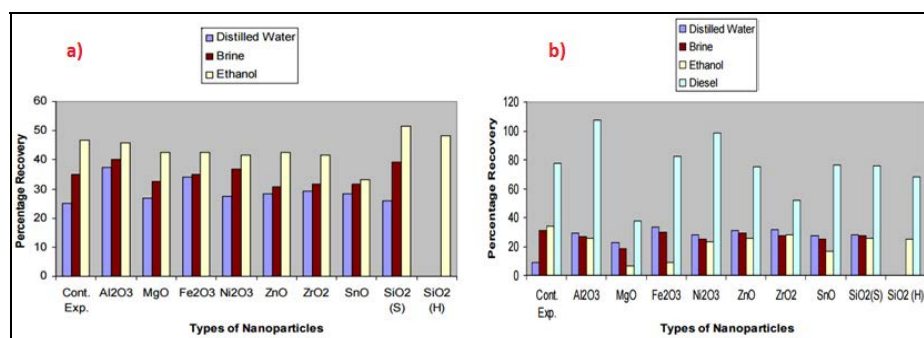 a)
Distilled Water
Brine
Ethanol
Percentage Recovery
60
50
40
30
20
10
0
Cont. Exp.
Al2O3
MgO
Fe2O3
Ni2O3
ZnO
ZrO2
SnO
SiO2 (S)
SiO2 (H)
Types of Nanoparticles
b)
Distilled Water
Brine
Ethanol
Diesel
Percentage Recovery
120
100
80
60
40
20
0
Cont. Exp.
Al2O3
MgO
Fe2O3
Ni2O3
ZnO
ZrO2
SnO
SiO2(S)
SiO2 (H)
Types of Nanoparticles